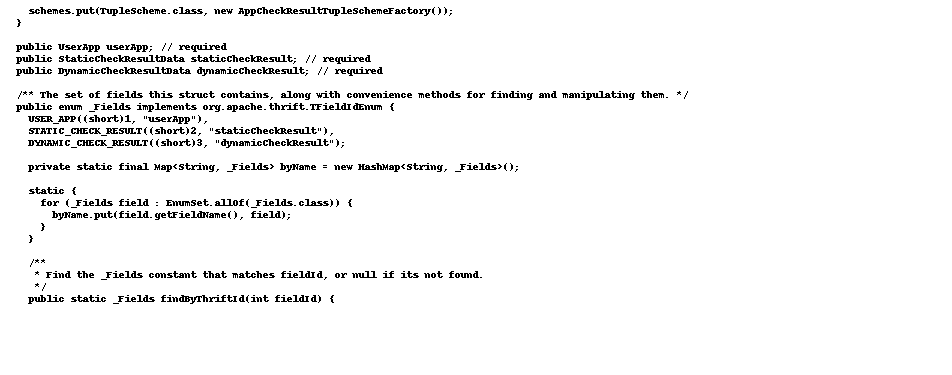 schemes.put(TupleScheme.class, new AppCheckResultTupleSchemeFactory());
}
public UserApp userApp; // required
public StaticCheckResultData staticCheckResult; // required
public DynamicCheckResultData dynamicCheckResult; // required
/** The set of fields this struct contains, along with convenience methods for finding and manipulating them. */
public enum _Fields implements org.apache.thrift.TFieldIdEnum {
USER_APP((short)1, "userApp"),
STATIC_CHECK_RESULT((short)2, "staticCheckResult"),
DYNAMIC_CHECK_RESULT((short)3, "dynamicCheckResult");
private static final Map<String, _Fields> byName = new HashMap<String, _Fields>();
static {
for (_Fields field : EnumSet.allOf(_Fields.class)) {
byName.put(field.getFieldName(), field);
}
}
/**
* Find the _Fields constant that matches fieldId, or null if its not found.
*/
public static _Fields findByThriftId(int fieldId) {